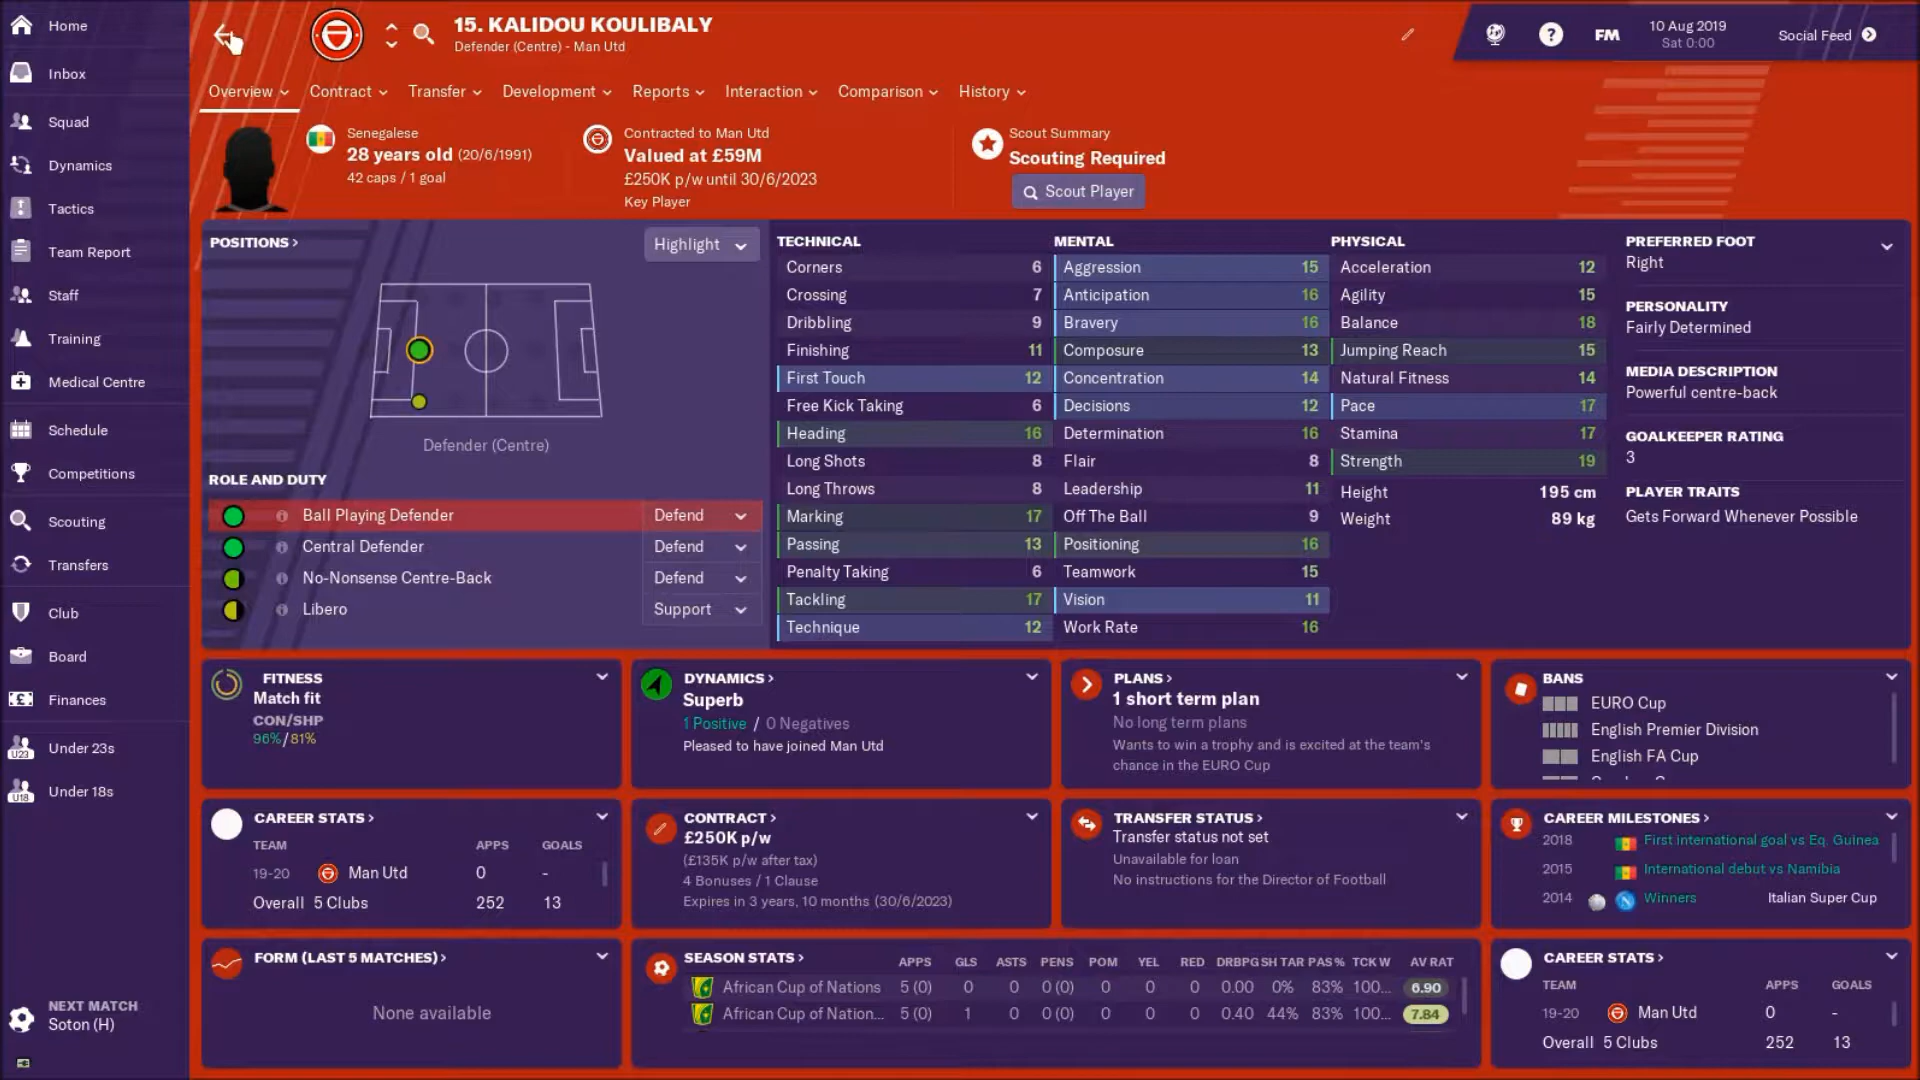 Home
Inbox
Squad
Dynamics
Tactics
Team Report
Staff
Training
Medical Centre
Schedule
Competitions
Scouting
Transfers
Club
Board
Finances
U23
Under 23s
U18
Under 18s
NEXT MATCH
Soton (H)
15. KALIDOU KOULIBALY
Defender (Centre) - Man Utd
FM
10 Aug 2019
Sat 0:00
Social Feed
Overview
Contract
Transfer
Development
Reports
Interaction
Comparison
History
Senegalese
28 years old (20/6/1991)
42 caps / 1 goal
Contracted to Man Utd
Valued at £59M
£250K p/w until 30/6/2023
Key Player
Scout Summary
Scouting Required
Scout Player
POSITIONS
Highlight
Defender (Centre)
ROLE AND DUTY
Ball Playing Defender Defend
Central Defender Defend
No-Nonsense Centre-Back Defend
Libero Support
TECHNICAL
Corners 6
Crossing 7
Dribbling 9
Finishing 11
First Touch 12
Free Kick Taking 6
Heading 16
Long Shots 8
Long Throws 8
Marking 17
Passing 13
Penalty Taking 6
Tackling 17
Technique 12
MENTAL
Aggression 15
Anticipation 16
Bravery 16
Composure 13
Concentration 14
Decisions 12
Determination 16
Flair 8
Leadership 11
Off The Ball 9
Positioning 16
Teamwork 15
Vision 11
Work Rate 16
PHYSICAL
Acceleration 12
Agility 15
Balance 18
Jumping Reach 15
Natural Fitness 14
Pace 17
Stamina 17
Strength 19
Height 195 cm
Weight 89 kg
PREFERRED FOOT
Right
PERSONALITY
Fairly Determined
MEDIA DESCRIPTION
Powerful centre-back
GOALKEEPER RATING
3
PLAYER TRAITS
Gets Forward Whenever Possible
FITNESS
Match fit
CON/SHP
96%/81%
DYNAMICS
Superb
1 Positive / 0 Negatives
Pleased to have joined Man Utd
PLANS
1 short term plan
No long term plans
Wants to win a trophy and is excited at the team's
chance in the EURO Cup
BANS
EURO Cup
English Premier Division
English FA Cup
CAREER STATS
TEAM APPS GOALS
19-20 Man Utd 0 -
Overall 5 Clubs 252 13
CONTRACT
£250K p/w
(£135K p/w after tax)
4 Bonuses / 1 Clause
Expires in 3 years, 10 months (30/6/2023)
TRANSFER STATUS
Transfer status not set
Unavailable for loan
No instructions for the Director of Football
CAREER MILESTONES
2018 First international goal vs Eq. Guinea
2015 International debut vs Namibia
2014 Winners Italian Super Cup
FORM (LAST 5 MATCHES)
None available
SEASON STATS APPS GLS ASTS PENS POM YEL RED DRBPG SH TAR PAS% TCK W AV RAT
African Cup of Nations 5 (0) 0 0 0 (0) 0 0 0 0.00 0% 83% 100... 6.90
African Cup of Nation... 5 (0) 1 0 0 (0) 0 0 0 0.40 44% 83% 100... 7.84
CAREER STATS
TEAM APPS GOALS
19-20 Man Utd 0 -
Overall 5 Clubs 252 13